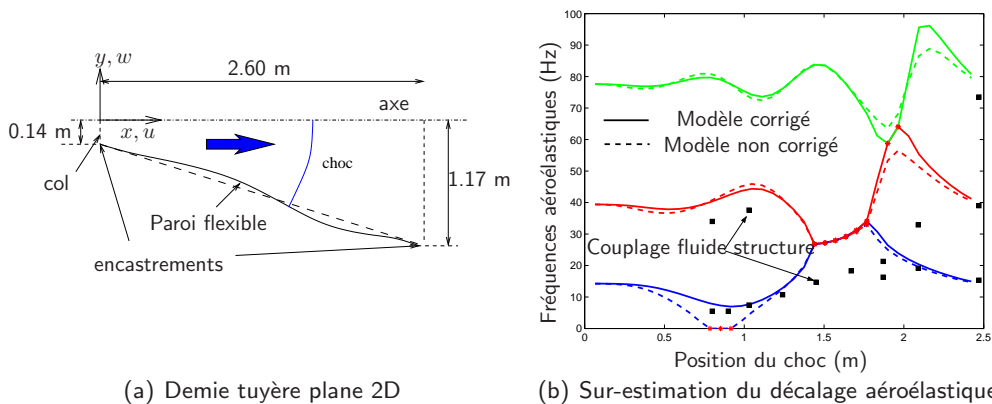 y, w
2.60 m
axe
0.14 m
x, u
choc
col
1.17 m
Paroi flexible
encastrements
(a) Demie tuyère plane 2D
Fréquences aéroélastiques (Hz)
100
90
80
70
60
50
40
30
20
10
0
Modèle corrigé
Modèle non corrigé
Couplage fluide structure
0 0.5 1 1.5 2 2.5
Position du choc (m)
(b) Sur-estimation du décalage aéroélastique